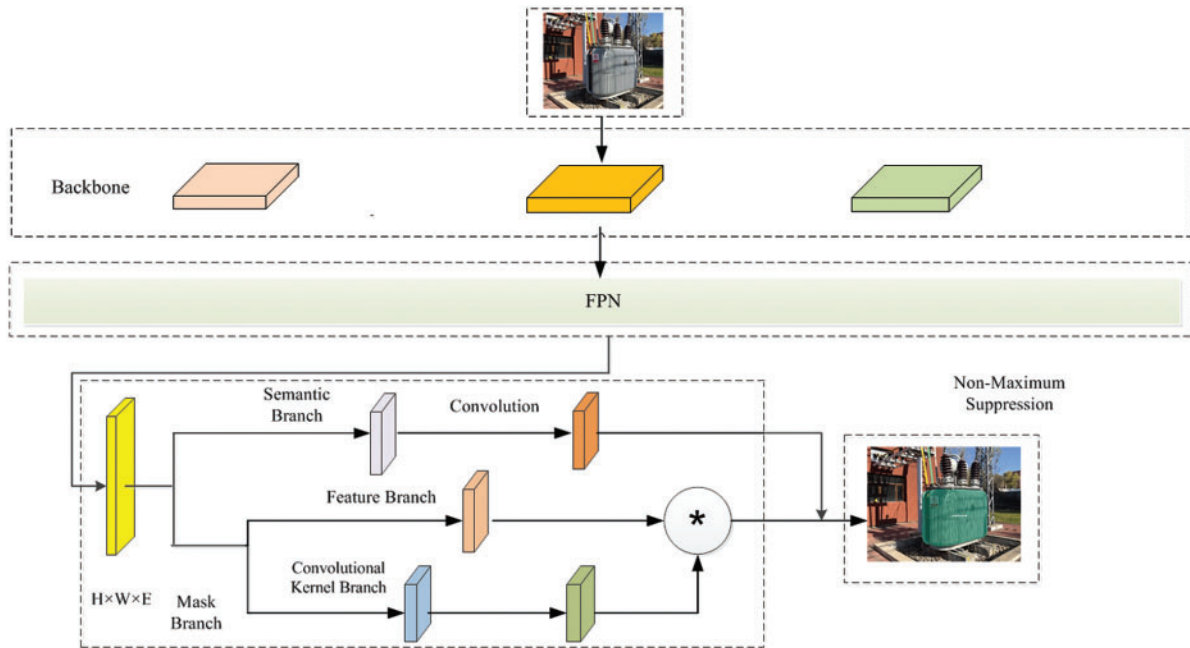 Backbone
FPN
Non-Maximum
Suppression
Semantic
Branch
Convolution
Feature Branch
*
Convolutional
Kernel Branch
H×W×E
Mask
Branch